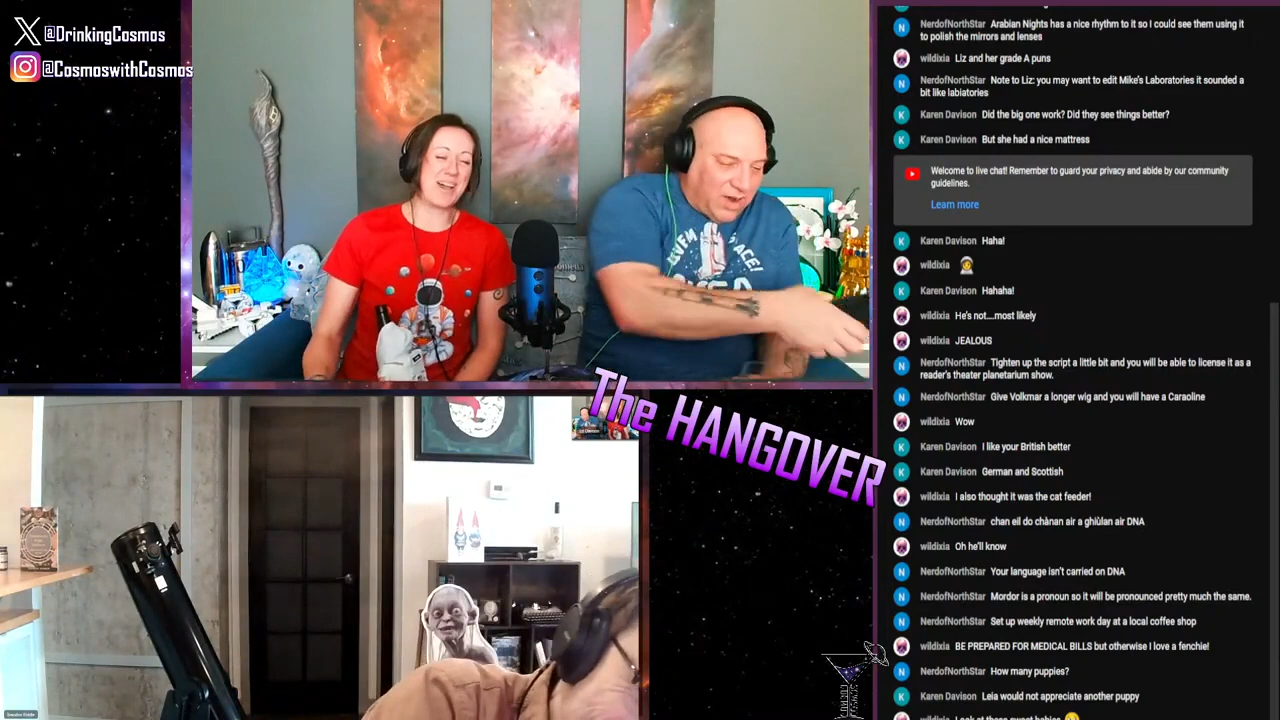 @DrinkingCosmos
@CosmoswithCosmos
The HANGOVER
NerdofNorthStar Arabian Nights has a nice rhythm to it so I could see them using it
to polish the mirrors and lenses
wildixia Liz and her grade A puns
NerdofNorthStar Note to Liz: you may want to edit Mike's Laboratories it sounded a
bit like labiatories
Karen Davison Did the big one work? Did they see things better?
Karen Davison But she had a nice mattress
Welcome to live chat! Remember to guard your privacy and abide by our community
guidelines.
Learn more
Karen Davison Haha!
wildixia
Karen Davison Hahaha!
wildixia He's not....most likely
wildixia JEALOUS
NerdofNorthStar Tighten up the script a little bit and you will be able to license it as a
reader's theater planetarium show.
NerdofNorthStar Give Volkmar a longer wig and you will have a Caraoline
wildixia Wow
Karen Davison I like your British better
Karen Davison German and Scottish
wildixia I also thought it was the cat feeder!
NerdofNorthStar chan eil do chànan air a ghiùlan air DNA
wildixia Oh he'll know
NerdofNorthStar Your language isn't carried on DNA
NerdofNorthStar Mordor is a pronoun so it will be pronounced pretty much the same.
NerdofNorthStar Set up weekly remote work day at a local coffee shop
wildixia BE PREPARED FOR MEDICAL BILLS but otherwise I love a fenchie!
NerdofNorthStar How many puppies?
Karen Davison Leia would not appreciate another puppy
wildixia Look at those sweet babies